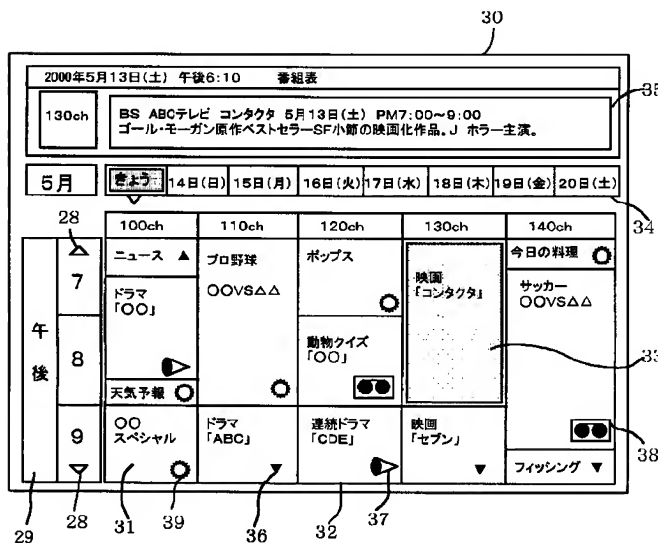 30
2000年5月13日(土) 午後6:10 番組表
35
130ch
BS ABCテレビ コンタクタ 5月13日(土) PM7:00~9:00
ゴール・モーガン原作ベストセラーSF小節の映画化作品。J ホラー主演。
5月
きょう 14日(日) 15日(月) 16日(火) 17日(水) 18日(木) 19日(金) 20日(土)
34
28
100ch 110ch 120ch 130ch 140ch
午後
7
8
9
ニュース ▲
ドラマ
「〇〇」
天気予報
〇〇
スペシャル
プロ野球
〇〇VS△△
ドラマ
「ABC」
▼
ポップス
動物クイズ
「〇〇」
連続ドラマ
「CDE」
映画
「コンタクタ」
映画
「セブン」
▼
今日の料理
サッカー
〇〇VS△△
フィッシング ▼
33
38
29
28
31
39
36
32
37